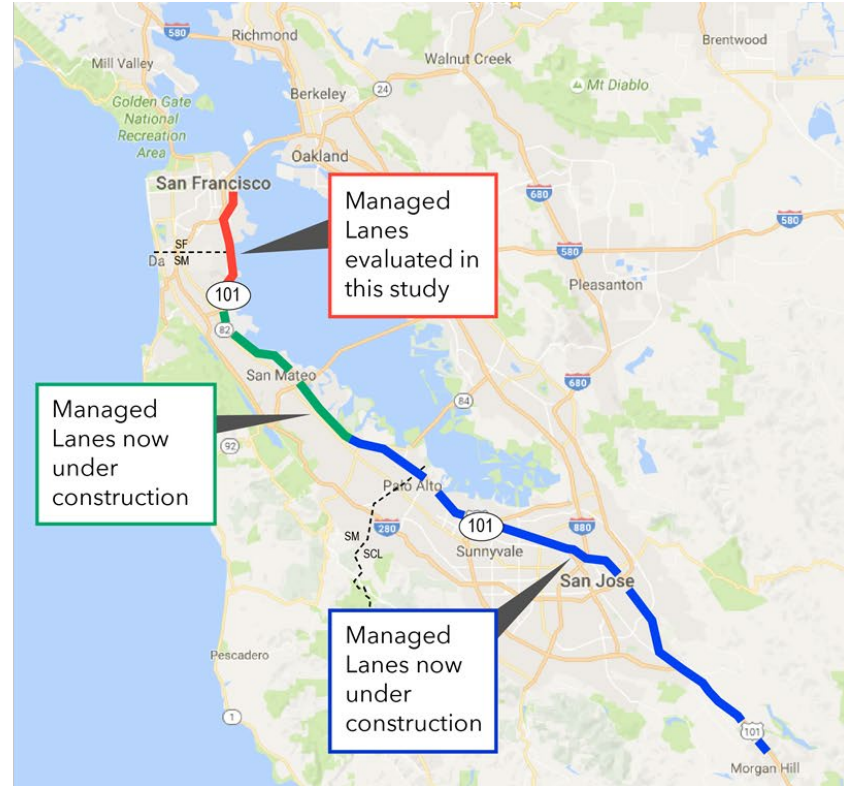 580
Richmond
Mill Valley
Walnut Creek
Brentwood
24
Mt Diablo
Berkeley
Golden Gate
National
Recreation
Area
Oakland
San Francisco
680
Managed
Lanes
evaluated in
this study
SF
SM
Da
580
580
Pleasanton
101
82
San Mateo
680
84
Managed
Lanes now
under
construction
92
Palo Alto
101
880
280
SM
SCL
Sunnyvale
San Jose
Managed
Lanes now
under
construction
Pescadero
1
101
Morgan Hill